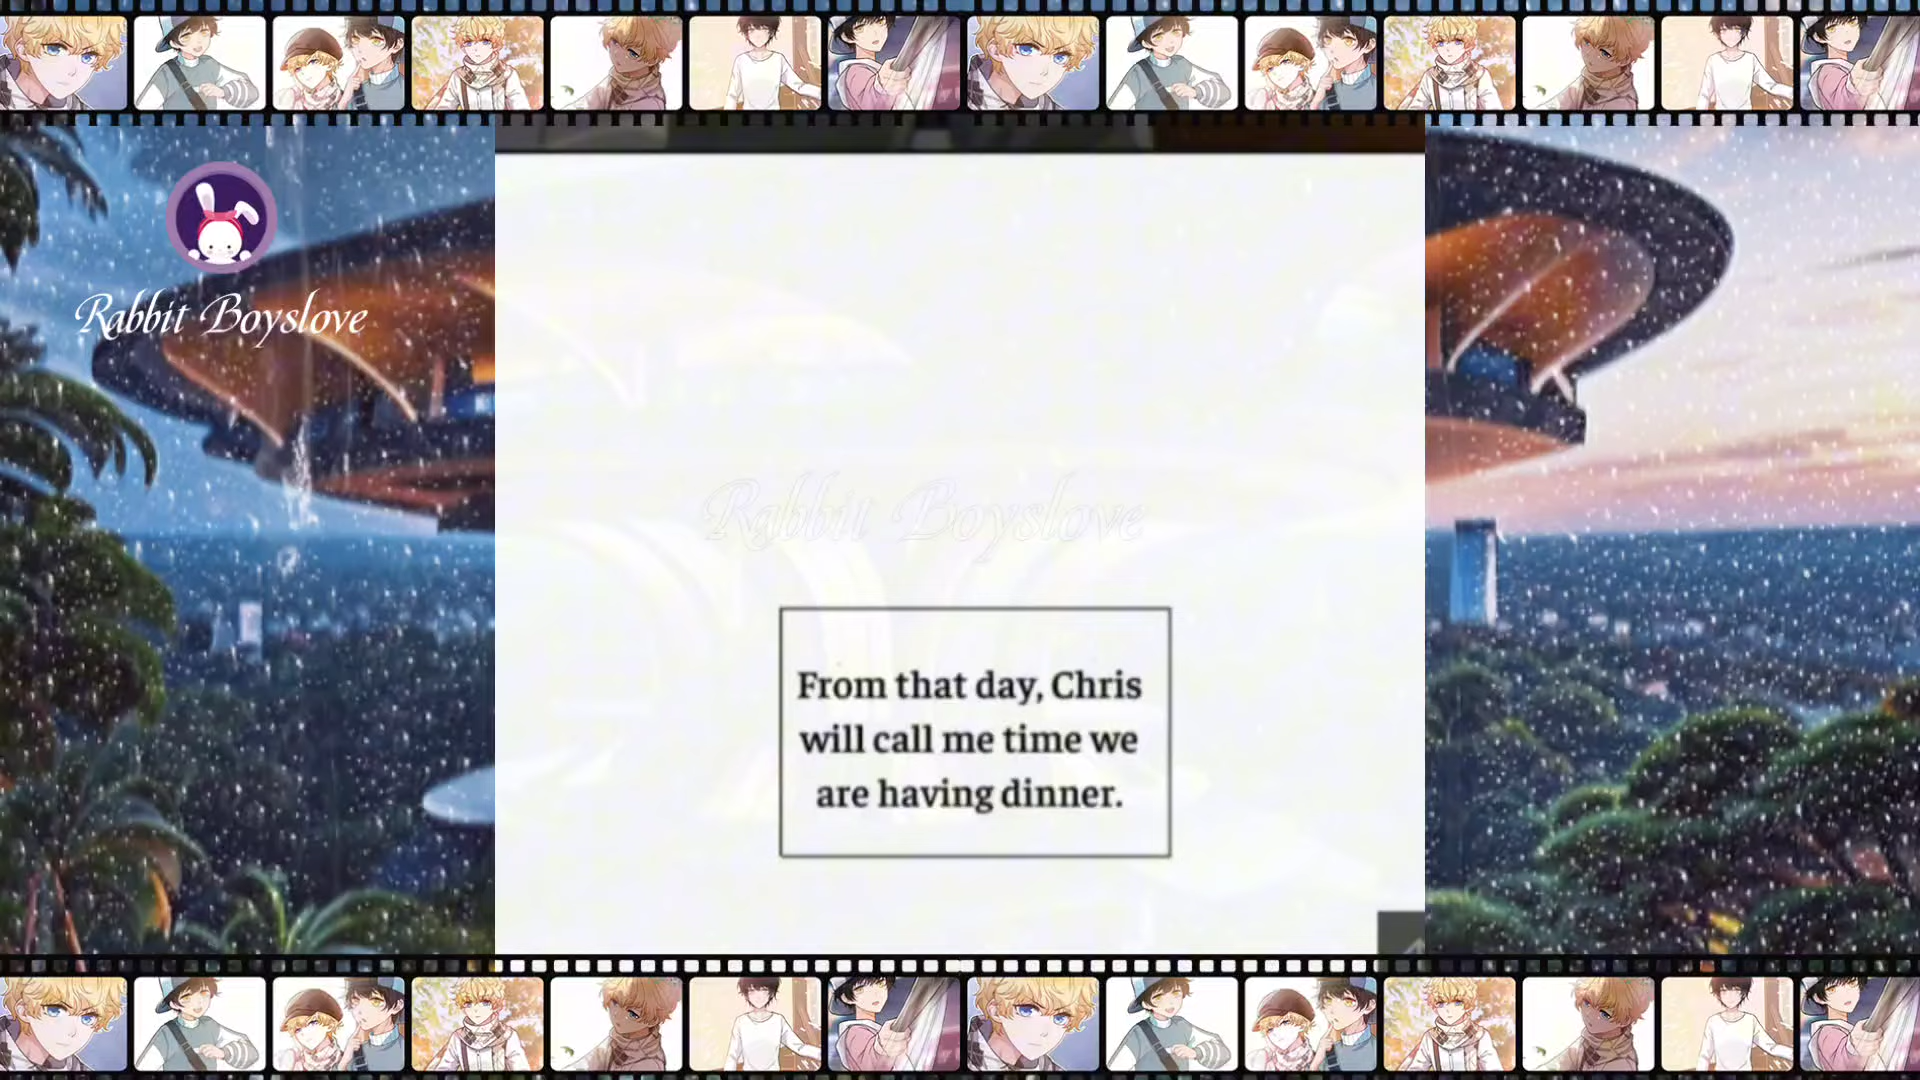 Rabbit Boyslove
Rabbit Boyslove
From that day, Chris
will call me time we
are having dinner.